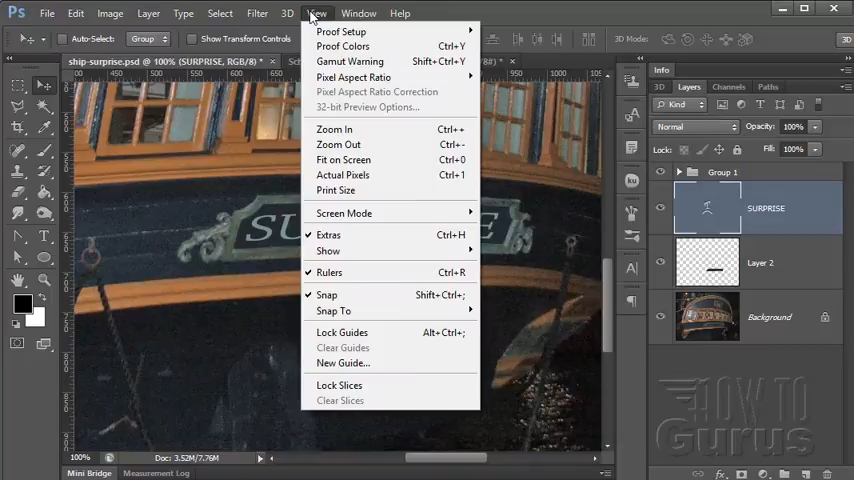 Ps File Edit Image Layer Type Select Filter 3D View Window Help
Auto-Select: Group Show Transform Controls 3D Mode: 3D
ship-surprise.psd @ 100% (SURPRISE, RGB/8) * ×
Proof Setup
Proof Colors Ctrl+Y
Gamut Warning Shift+Ctrl+Y
Pixel Aspect Ratio
Pixel Aspect Ratio Correction
32-bit Preview Options...
Zoom In Ctrl++
Zoom Out Ctrl+-
Fit on Screen Ctrl+0
Actual Pixels Ctrl+1
Print Size
Screen Mode
Extras Ctrl+H
Show
Rulers Ctrl+R
Snap Shift+Ctrl+;
Snap To
Lock Guides Alt+Ctrl+;
Clear Guides
New Guide...
Lock Slices
Clear Slices
Info
3D Layers Channels Paths
Kind
Normal Opacity: 100%
Lock: Fill: 100%
Group 1
SURPRISE
Layer 2
Background
HOW TO
Gurus
100% Doc: 3.52M/7.76M
Mini Bridge Measurement Log